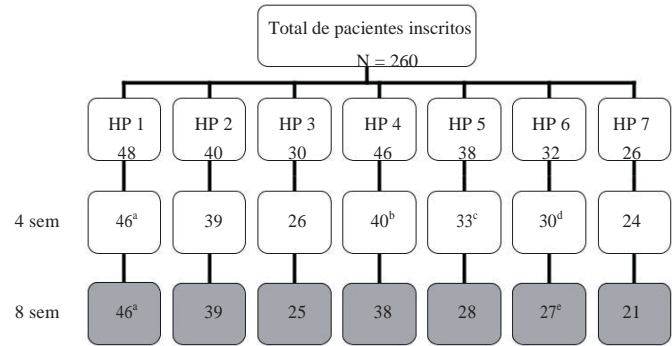 Total de pacientes inscritos
N = 260
HP 1 HP 2 HP 3 HP 4 HP 5 HP 6 HP 7
48 40 30 46 38 32 26
4 sem 46ᵃ 39 26 40ᵇ 33ᶜ 30ᵈ 24
8 sem 46ᵃ 39 25 38 28 27ᵉ 21